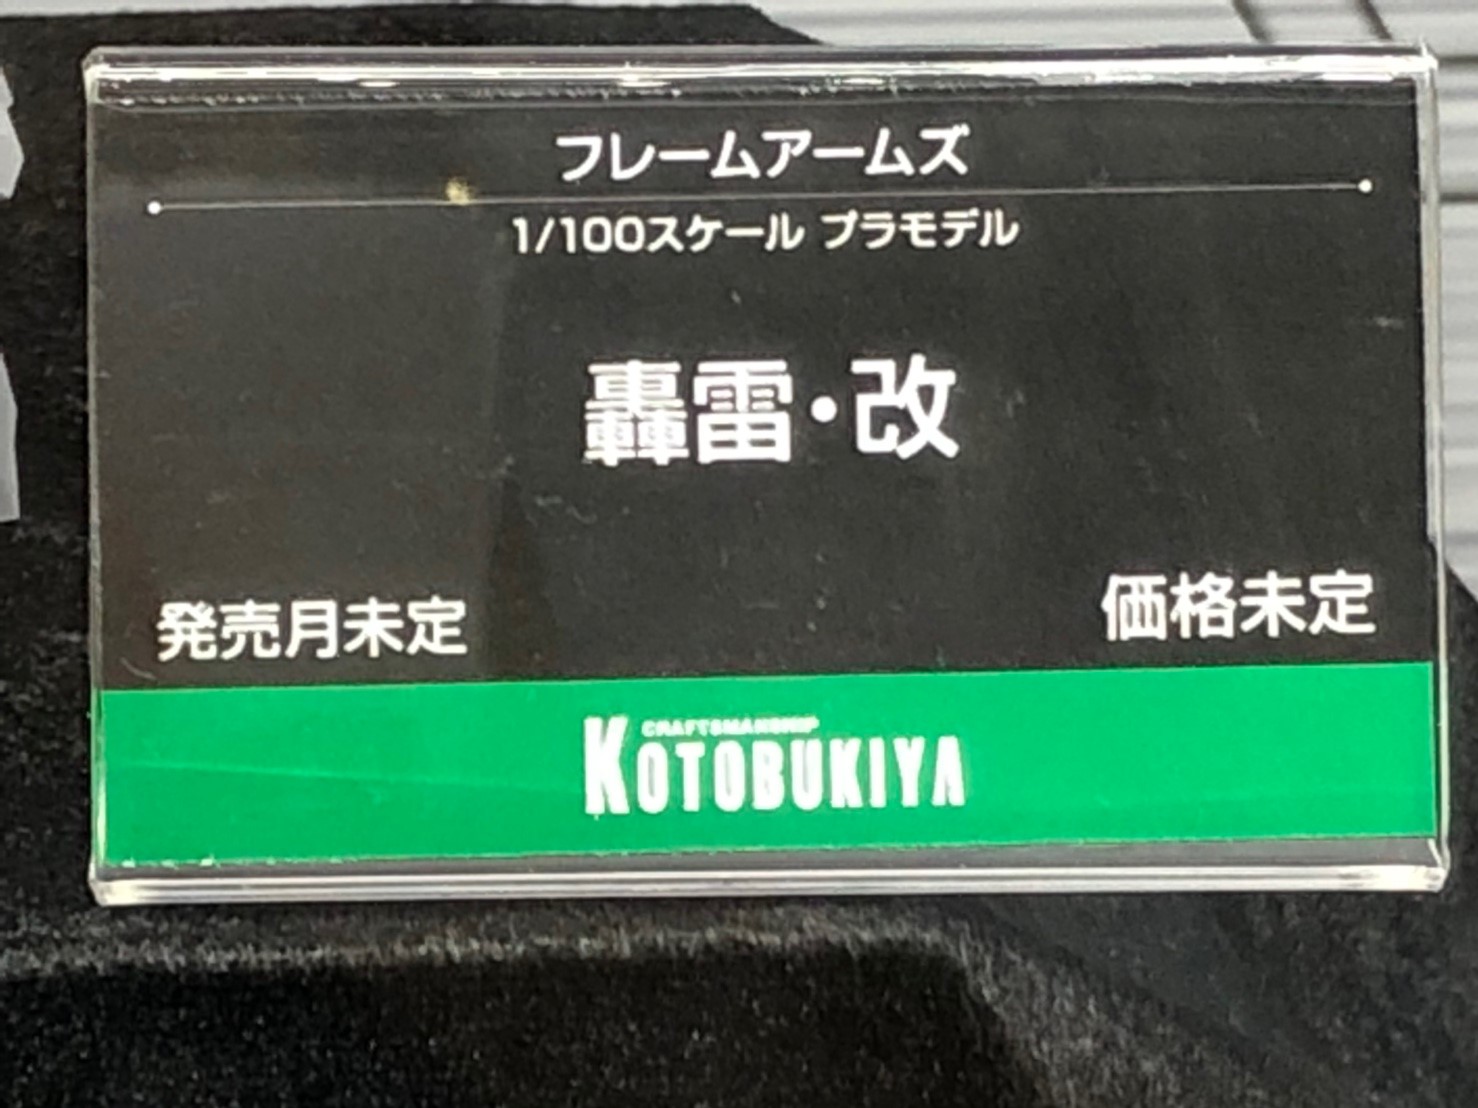 フレームアームズ
1/100スケール プラモデル
轟雷・改
発売月未定
価格未定
CRAFTSMANSHIP
KOTOBUKIYA